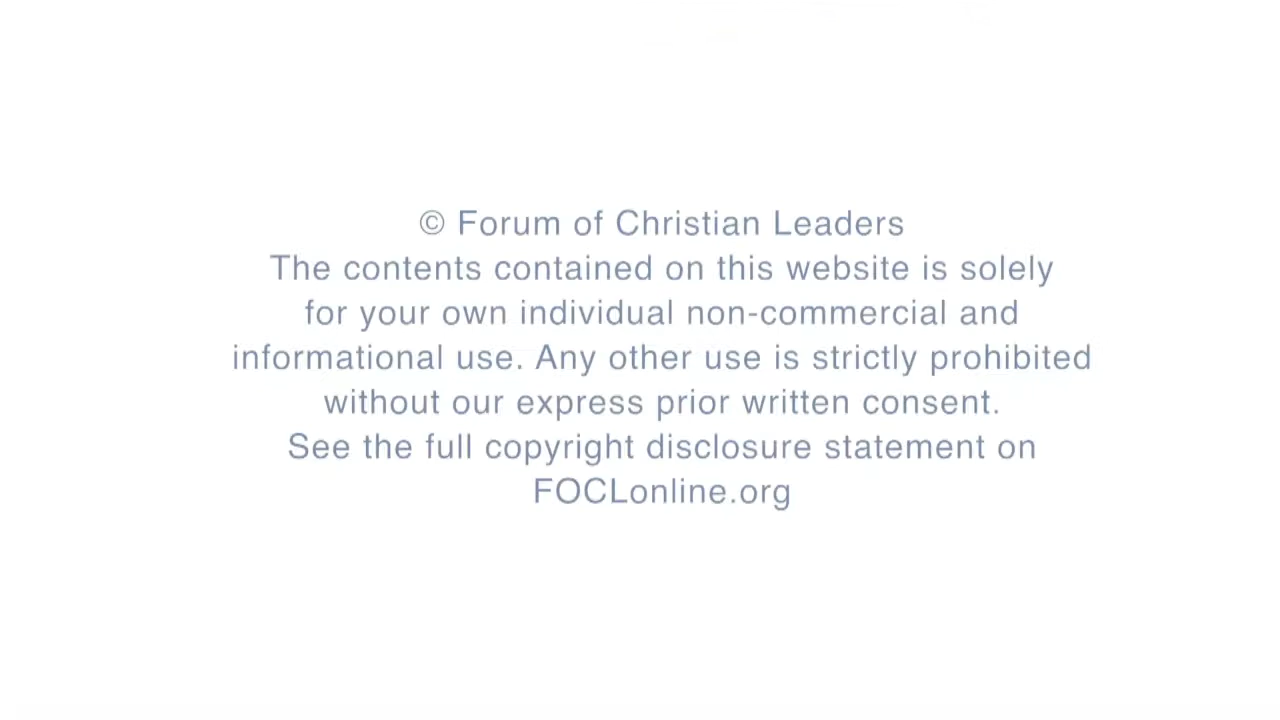 © Forum of Christian Leaders
The contents contained on this website is solely
for your own individual non-commercial and
informational use. Any other use is strictly prohibited
without our express prior written consent.
See the full copyright disclosure statement on
FOCLonline.org